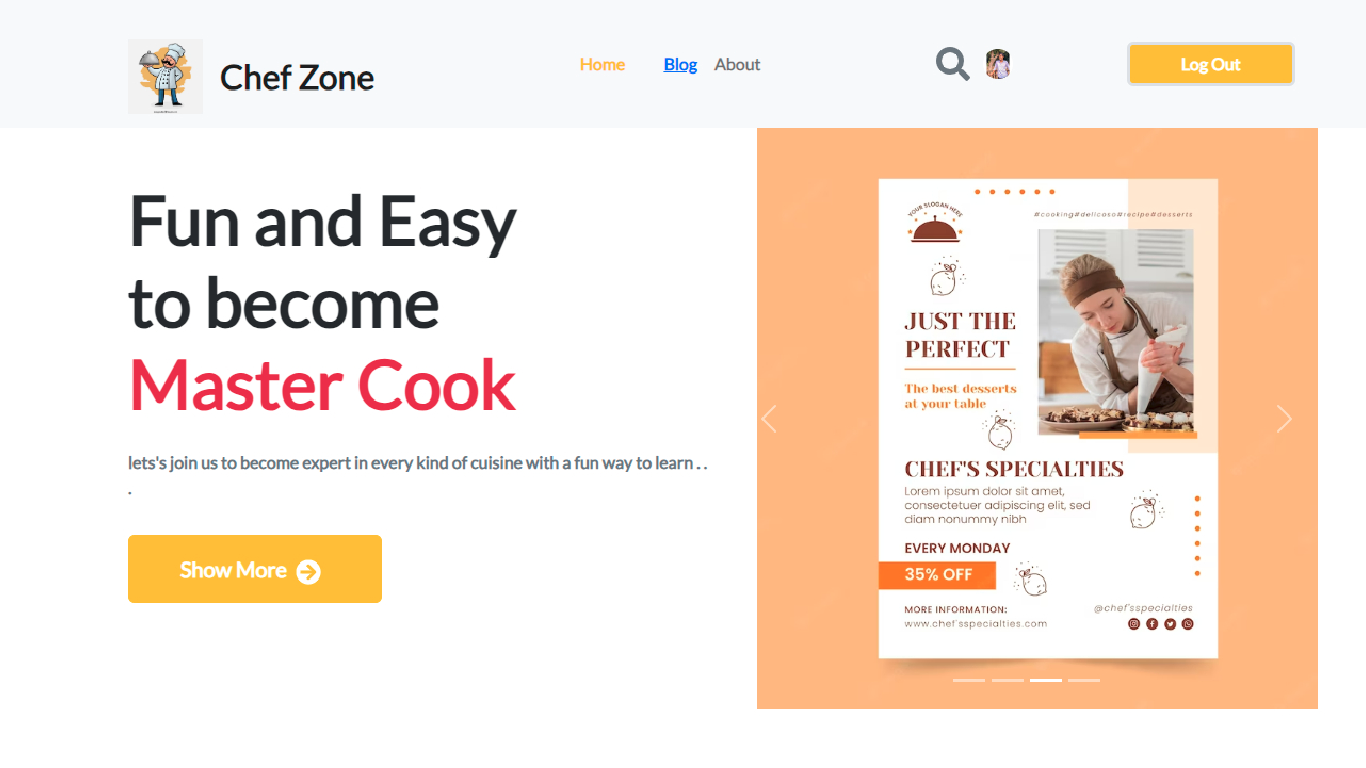 Chef Zone
Home Blog About
Log Out
Fun and Easy
to become
Master Cook
lets's join us to become expert in every kind of cuisine with a fun way to learn . .
.
Show More
YOUR SLOGAN HERE
#cooking#delicoso#recipe#desserts
JUST THE
PERFECT
The best desserts
at your table
CHEF'S SPECIALTIES
Lorem ipsum dolor sit amet,
consectetuer adipiscing elit, sed
diam nonummy nibh
EVERY MONDAY
35% OFF
MORE INFORMATION:
www.chef'sspecialties.com
@chef'sspecialties